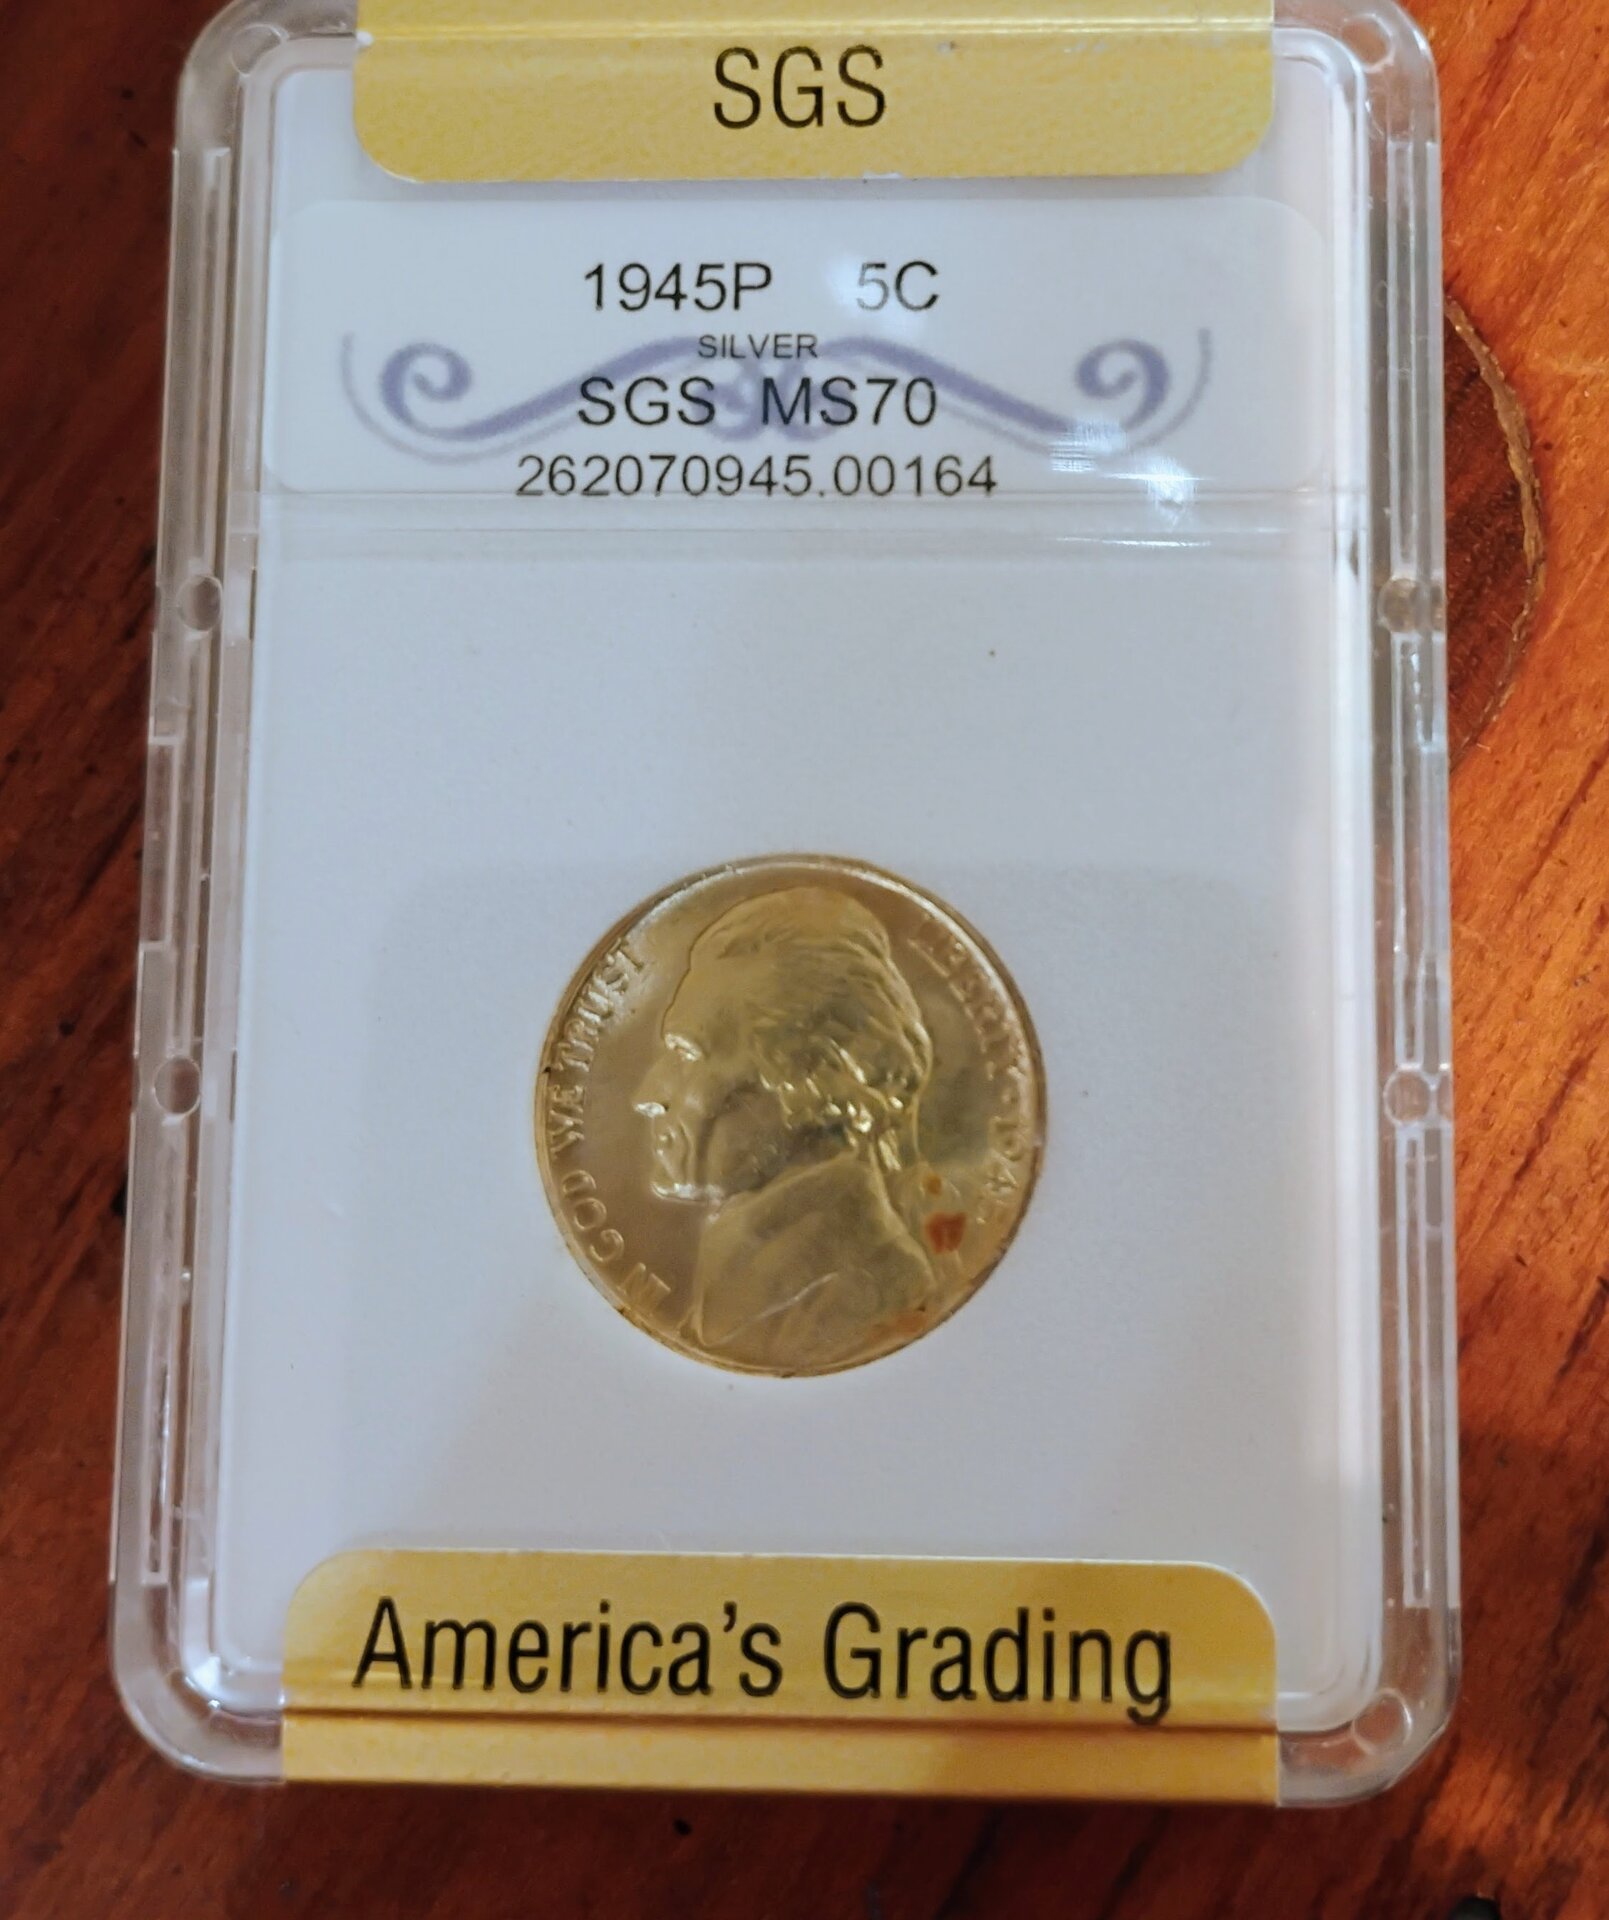 SGS
1945P 5C
SILVER
SGS MS70
262070945.00164
IN GOD WE TRUST
LIBERTY 1945
America's Grading